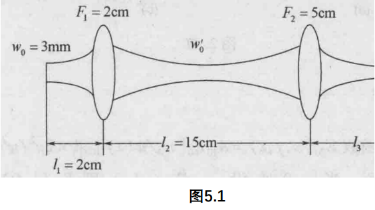 F₁ = 2cm
F₂ = 5cm
w₀ = 3mm
w₀′
l₂ = 15cm
l₃
l₁ = 2cm
图5.1